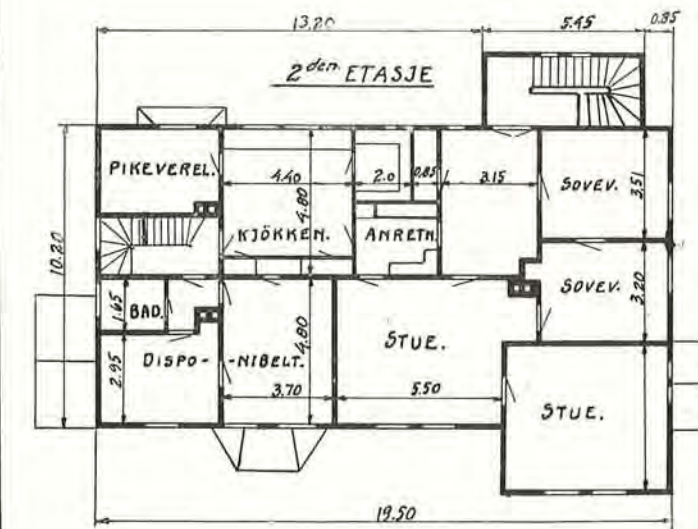 13.20
5.45
0.85
2den ETASJE
PIKEVEREL.
4.40
2.0
0.85
3.15
SOVEV.
3.51
4.80
KJÖKKEN.
ANRETN.
10.20
SOVEV.
3.20
1.65
BAD.
4.80
STUE.
DISPO-
-NIBELT.
2.95
3.70
5.50
STUE.
19.50